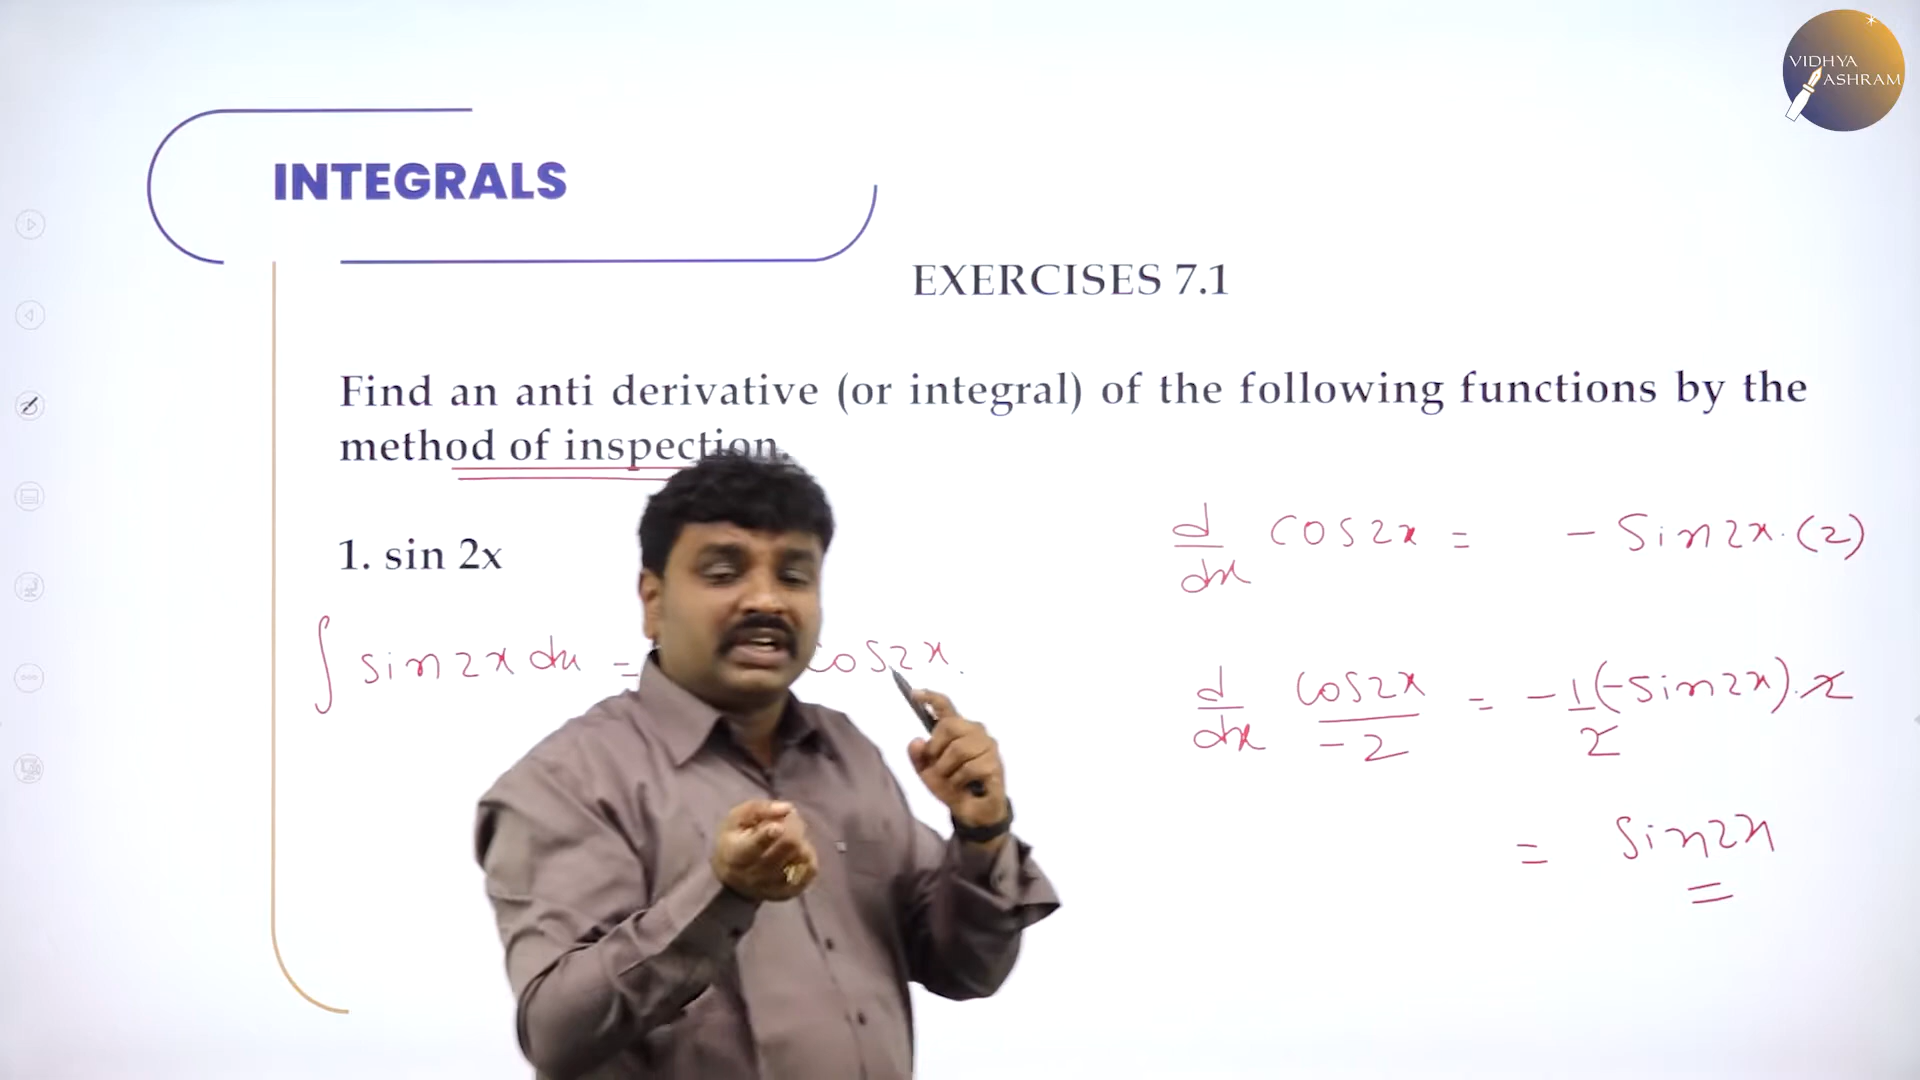 VIDHYA
ASHRAM
INTEGRALS
EXERCISES 7.1
Find an anti derivative (or integral) of the following functions by the
method of inspection.
1. sin 2x
∫ sin 2x dx = cos2x.
d/dx cos2x = - Sin2x.(2)
d/dx cos2x/-2 = -1/2(-sin2x).2
= Sin2x